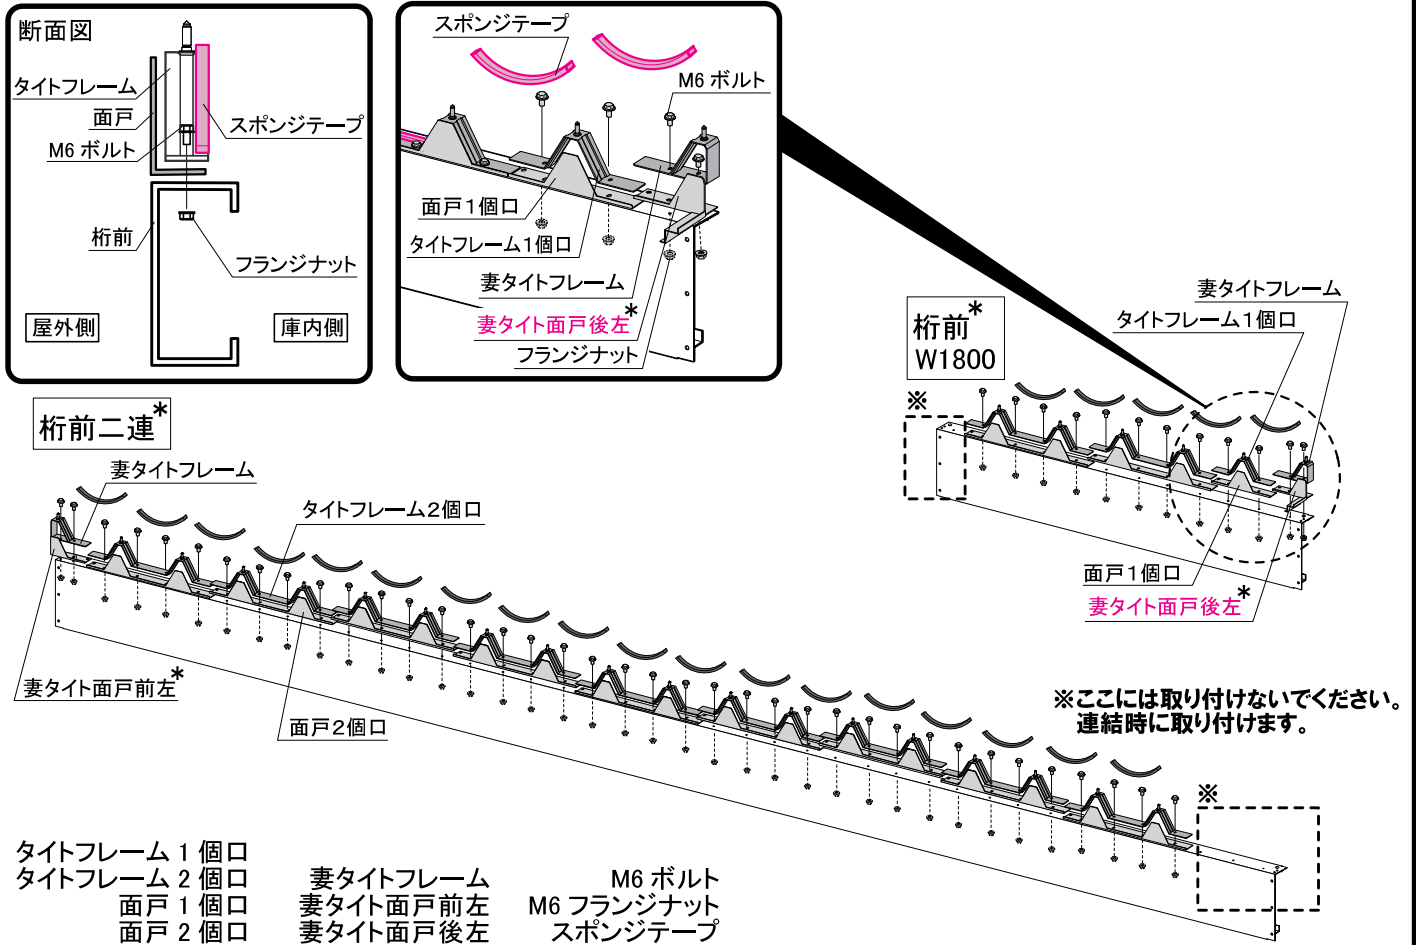 断面図
タイトフレーム
面戸
M6 ボルト
スポンジテープ
桁前
フランジナット
屋外側
庫内側
スポンジテープ
M6 ボルト
面戸1個口
タイトフレーム1個口
妻タイトフレーム
妻タイト面戸後左*
フランジナット
桁前*
W1800
妻タイトフレーム
タイトフレーム1個口
※
面戸1個口
妻タイト面戸後左*
桁前二連*
妻タイトフレーム
タイトフレーム2個口
妻タイト面戸前左*
面戸2個口
※ここには取り付けないでください。
連結時に取り付けます。
※
タイトフレーム 1 個口
タイトフレーム 2 個口
面戸 1 個口
面戸 2 個口
妻タイトフレーム
妻タイト面戸前左
妻タイト面戸後左
M6 ボルト
M6 フランジナット
スポンジテープ